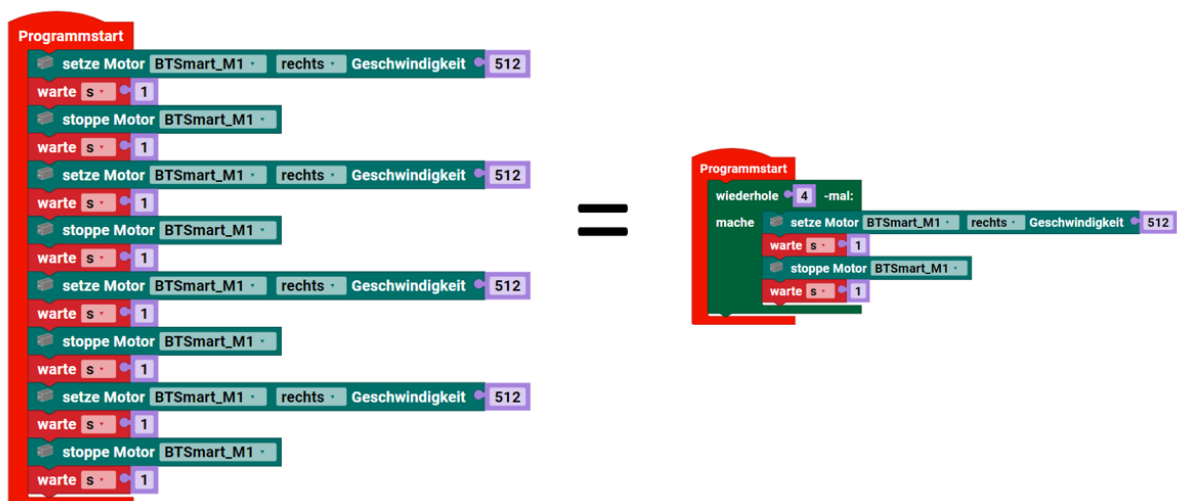 Programmstart
setze Motor BTSmart_M1 rechts Geschwindigkeit 512
warte s 1
stoppe Motor BTSmart_M1
warte s 1
setze Motor BTSmart_M1 rechts Geschwindigkeit 512
warte s 1
stoppe Motor BTSmart_M1
warte s 1
setze Motor BTSmart_M1 rechts Geschwindigkeit 512
warte s 1
stoppe Motor BTSmart_M1
warte s 1
setze Motor BTSmart_M1 rechts Geschwindigkeit 512
warte s 1
stoppe Motor BTSmart_M1
warte s 1
=
Programmstart
wiederhole 4 -mal:
mache setze Motor BTSmart_M1 rechts Geschwindigkeit 512
warte s 1
stoppe Motor BTSmart_M1
warte s 1